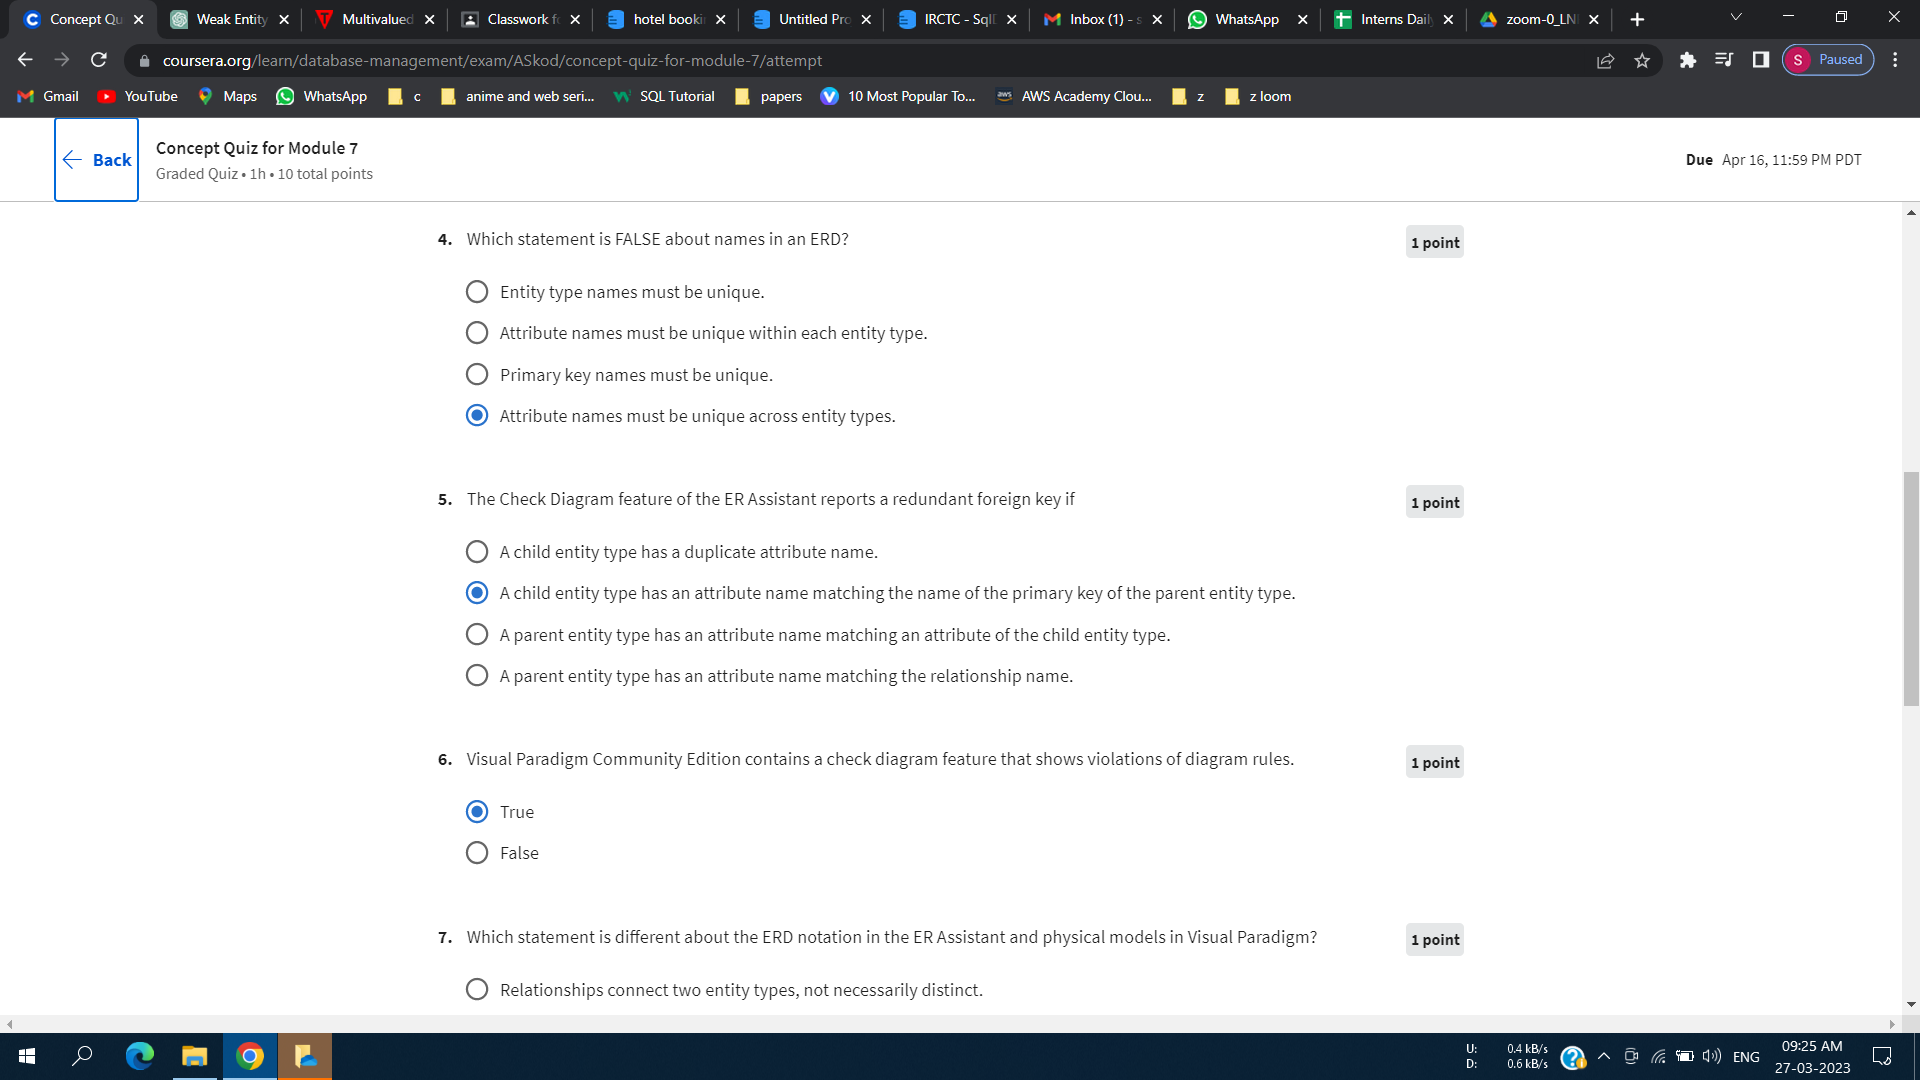 Concept Qu
Weak Entity
Multivalued
Classwork f
hotel booki
Untitled Pro
IRCTC - Sql
Inbox (1) - s
WhatsApp
Interns Dail
zoom-0_LN
coursera.org/learn/database-management/exam/ASkod/concept-quiz-for-module-7/attempt
S Paused
Gmail
YouTube
Maps
WhatsApp
c
anime and web seri...
SQL Tutorial
papers
10 Most Popular To...
aws AWS Academy Clou...
z
z loom
Back
Concept Quiz for Module 7
Graded Quiz • 1h • 10 total points
Due Apr 16, 11:59 PM PDT
4. Which statement is FALSE about names in an ERD?
1 point
Entity type names must be unique.
Attribute names must be unique within each entity type.
Primary key names must be unique.
Attribute names must be unique across entity types.
5. The Check Diagram feature of the ER Assistant reports a redundant foreign key if
1 point
A child entity type has a duplicate attribute name.
A child entity type has an attribute name matching the name of the primary key of the parent entity type.
A parent entity type has an attribute name matching an attribute of the child entity type.
A parent entity type has an attribute name matching the relationship name.
6. Visual Paradigm Community Edition contains a check diagram feature that shows violations of diagram rules.
1 point
True
False
7. Which statement is different about the ERD notation in the ER Assistant and physical models in Visual Paradigm?
1 point
Relationships connect two entity types, not necessarily distinct.
U: 0.4 kB/s
D: 0.6 kB/s
ENG
09:25 AM
27-03-2023